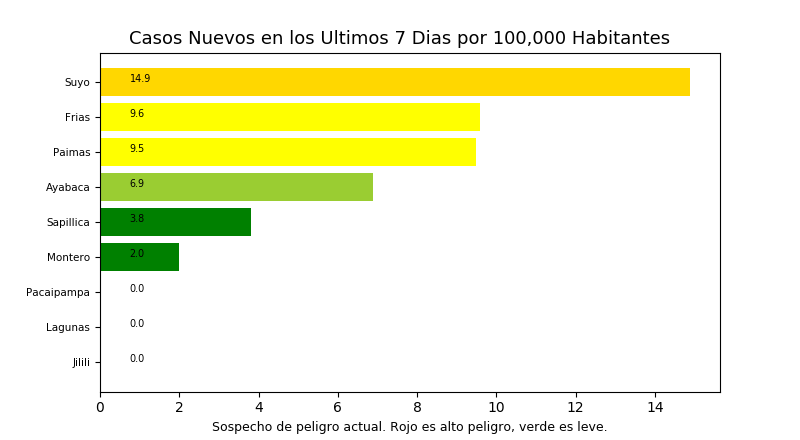 Casos Nuevos en los Ultimos 7 Dias por 100,000 Habitantes
Suyo 14.9
Frias 9.6
Paimas 9.5
Ayabaca 6.9
Sapillica 3.8
Montero 2.0
Pacaipampa 0.0
Lagunas 0.0
Jilili 0.0
0 2 4 6 8 10 12 14
Sospecho de peligro actual. Rojo es alto peligro, verde es leve.